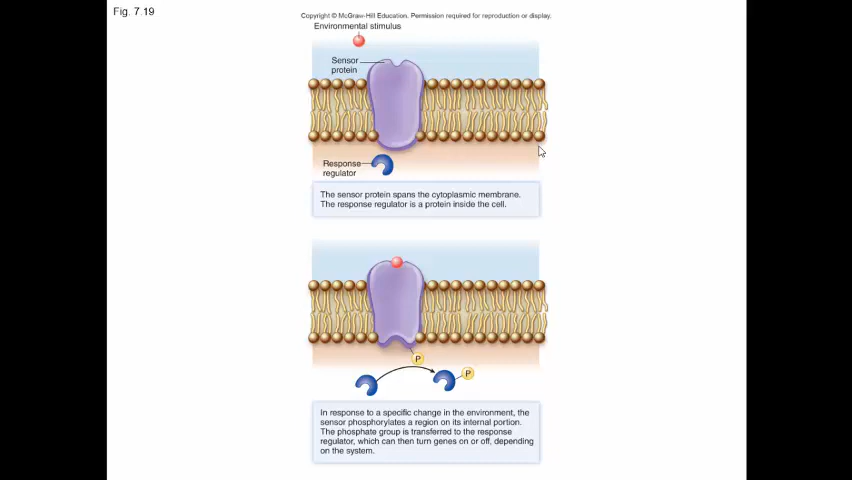 Fig. 7.19
Copyright © McGraw-Hill Education. Permission required for reproduction or display.
Environmental stimulus
Sensor
protein
Response
regulator
The sensor protein spans the cytoplasmic membrane.
The response regulator is a protein inside the cell.
P
P
In response to a specific change in the environment, the
sensor phosphorylates a region on its internal portion.
The phosphate group is transferred to the response
regulator, which can then turn genes on or off, depending
on the system.